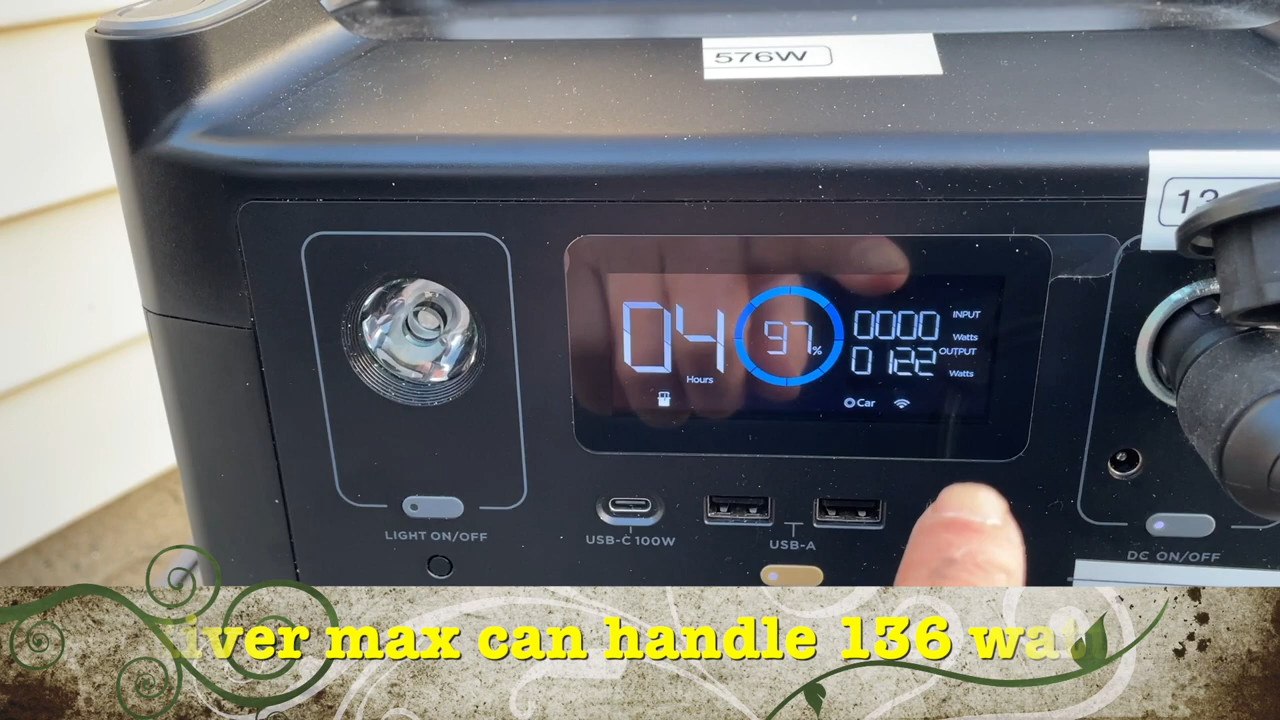 576W
04
Hours
97%
0000 INPUT Watts
0122 OUTPUT Watts
Car
LIGHT ON/OFF
USB-C 100W
USB-A
DC ON/OFF
iver max can handle 136 wat